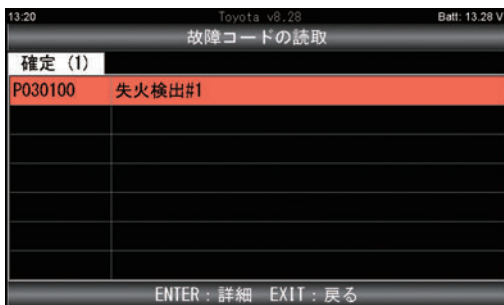 13:20 Toyota v8.28 Batt: 13.28 V
故障コードの読取
確定 (1)
P030100 失火検出#1
ENTER：詳細 EXIT：戻る